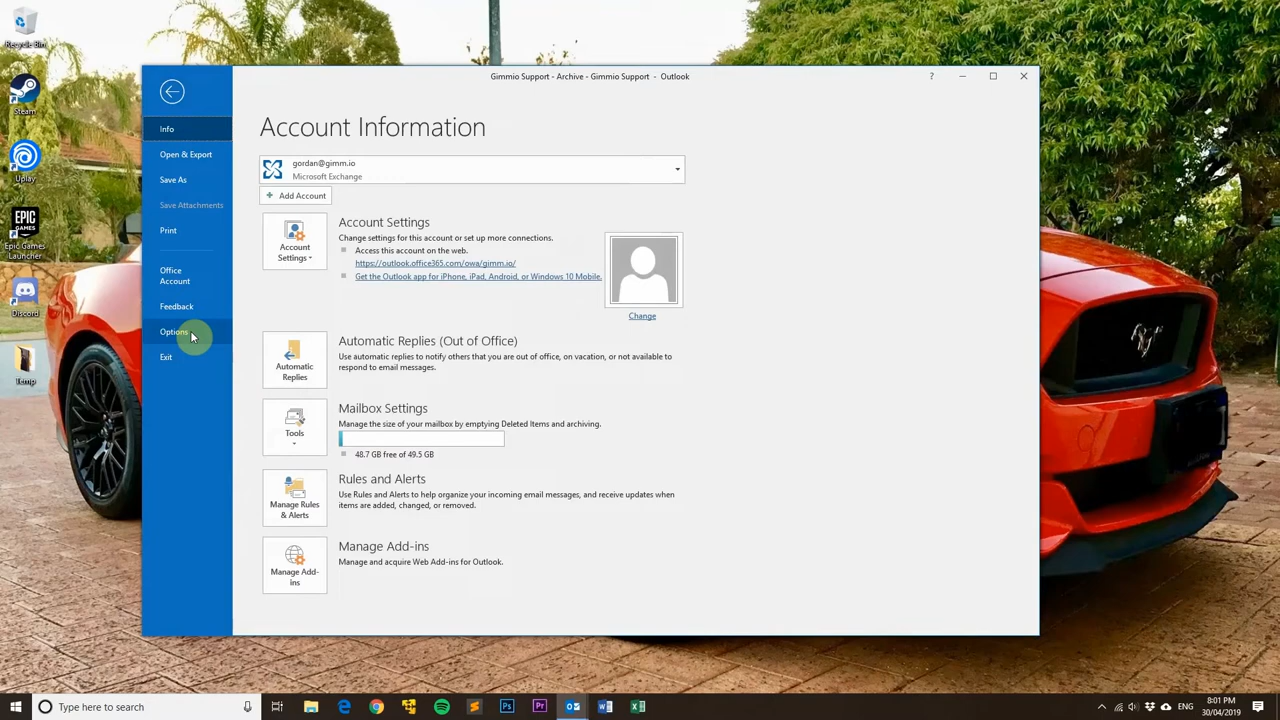 Recycle Bin
Steam
Uplay
EPIC
GAMES
Epic Games
Launcher
Discord
Temp
Gimmio Support - Archive - Gimmio Support - Outlook
?
Info
Open & Export
Save As
Save Attachments
Print
Office
Account
Feedback
Options
Exit
Account Information
gordan@gimm.io
Microsoft Exchange
Add Account
Account
Settings
Account Settings
Change settings for this account or set up more connections.
Access this account on the web.
https://outlook.office365.com/owa/gimm.io/
Get the Outlook app for iPhone, iPad, Android, or Windows 10 Mobile.
Change
Automatic
Replies
Automatic Replies (Out of Office)
Use automatic replies to notify others that you are out of office, on vacation, or not available to
respond to email messages.
Tools
Mailbox Settings
Manage the size of your mailbox by emptying Deleted Items and archiving.
48.7 GB free of 49.5 GB
Manage Rules
& Alerts
Rules and Alerts
Use Rules and Alerts to help organize your incoming email messages, and receive updates when
items are added, changed, or removed.
Manage Add-
ins
Manage Add-ins
Manage and acquire Web Add-ins for Outlook.
Type here to search
Ps
Pr
ENG
8:01 PM
30/04/2019